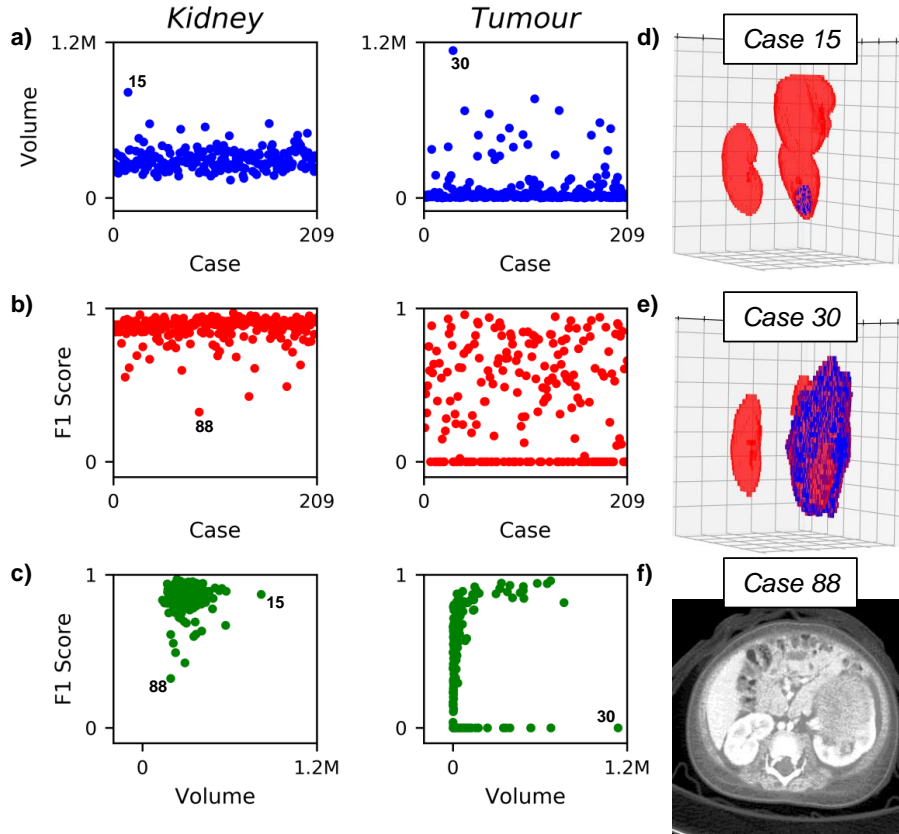 Kidney
Tumour
a)
1.2M
Volume
0
15
0
209
Case
1.2M
30
0
0
209
Case
d)
Case 15
b)
1
F1 Score
0
88
0
209
Case
1
0
0
209
Case
e)
Case 30
c)
1
F1 Score
0
15
88
0
1.2M
Volume
1
0
30
0
1.2M
Volume
f)
Case 88